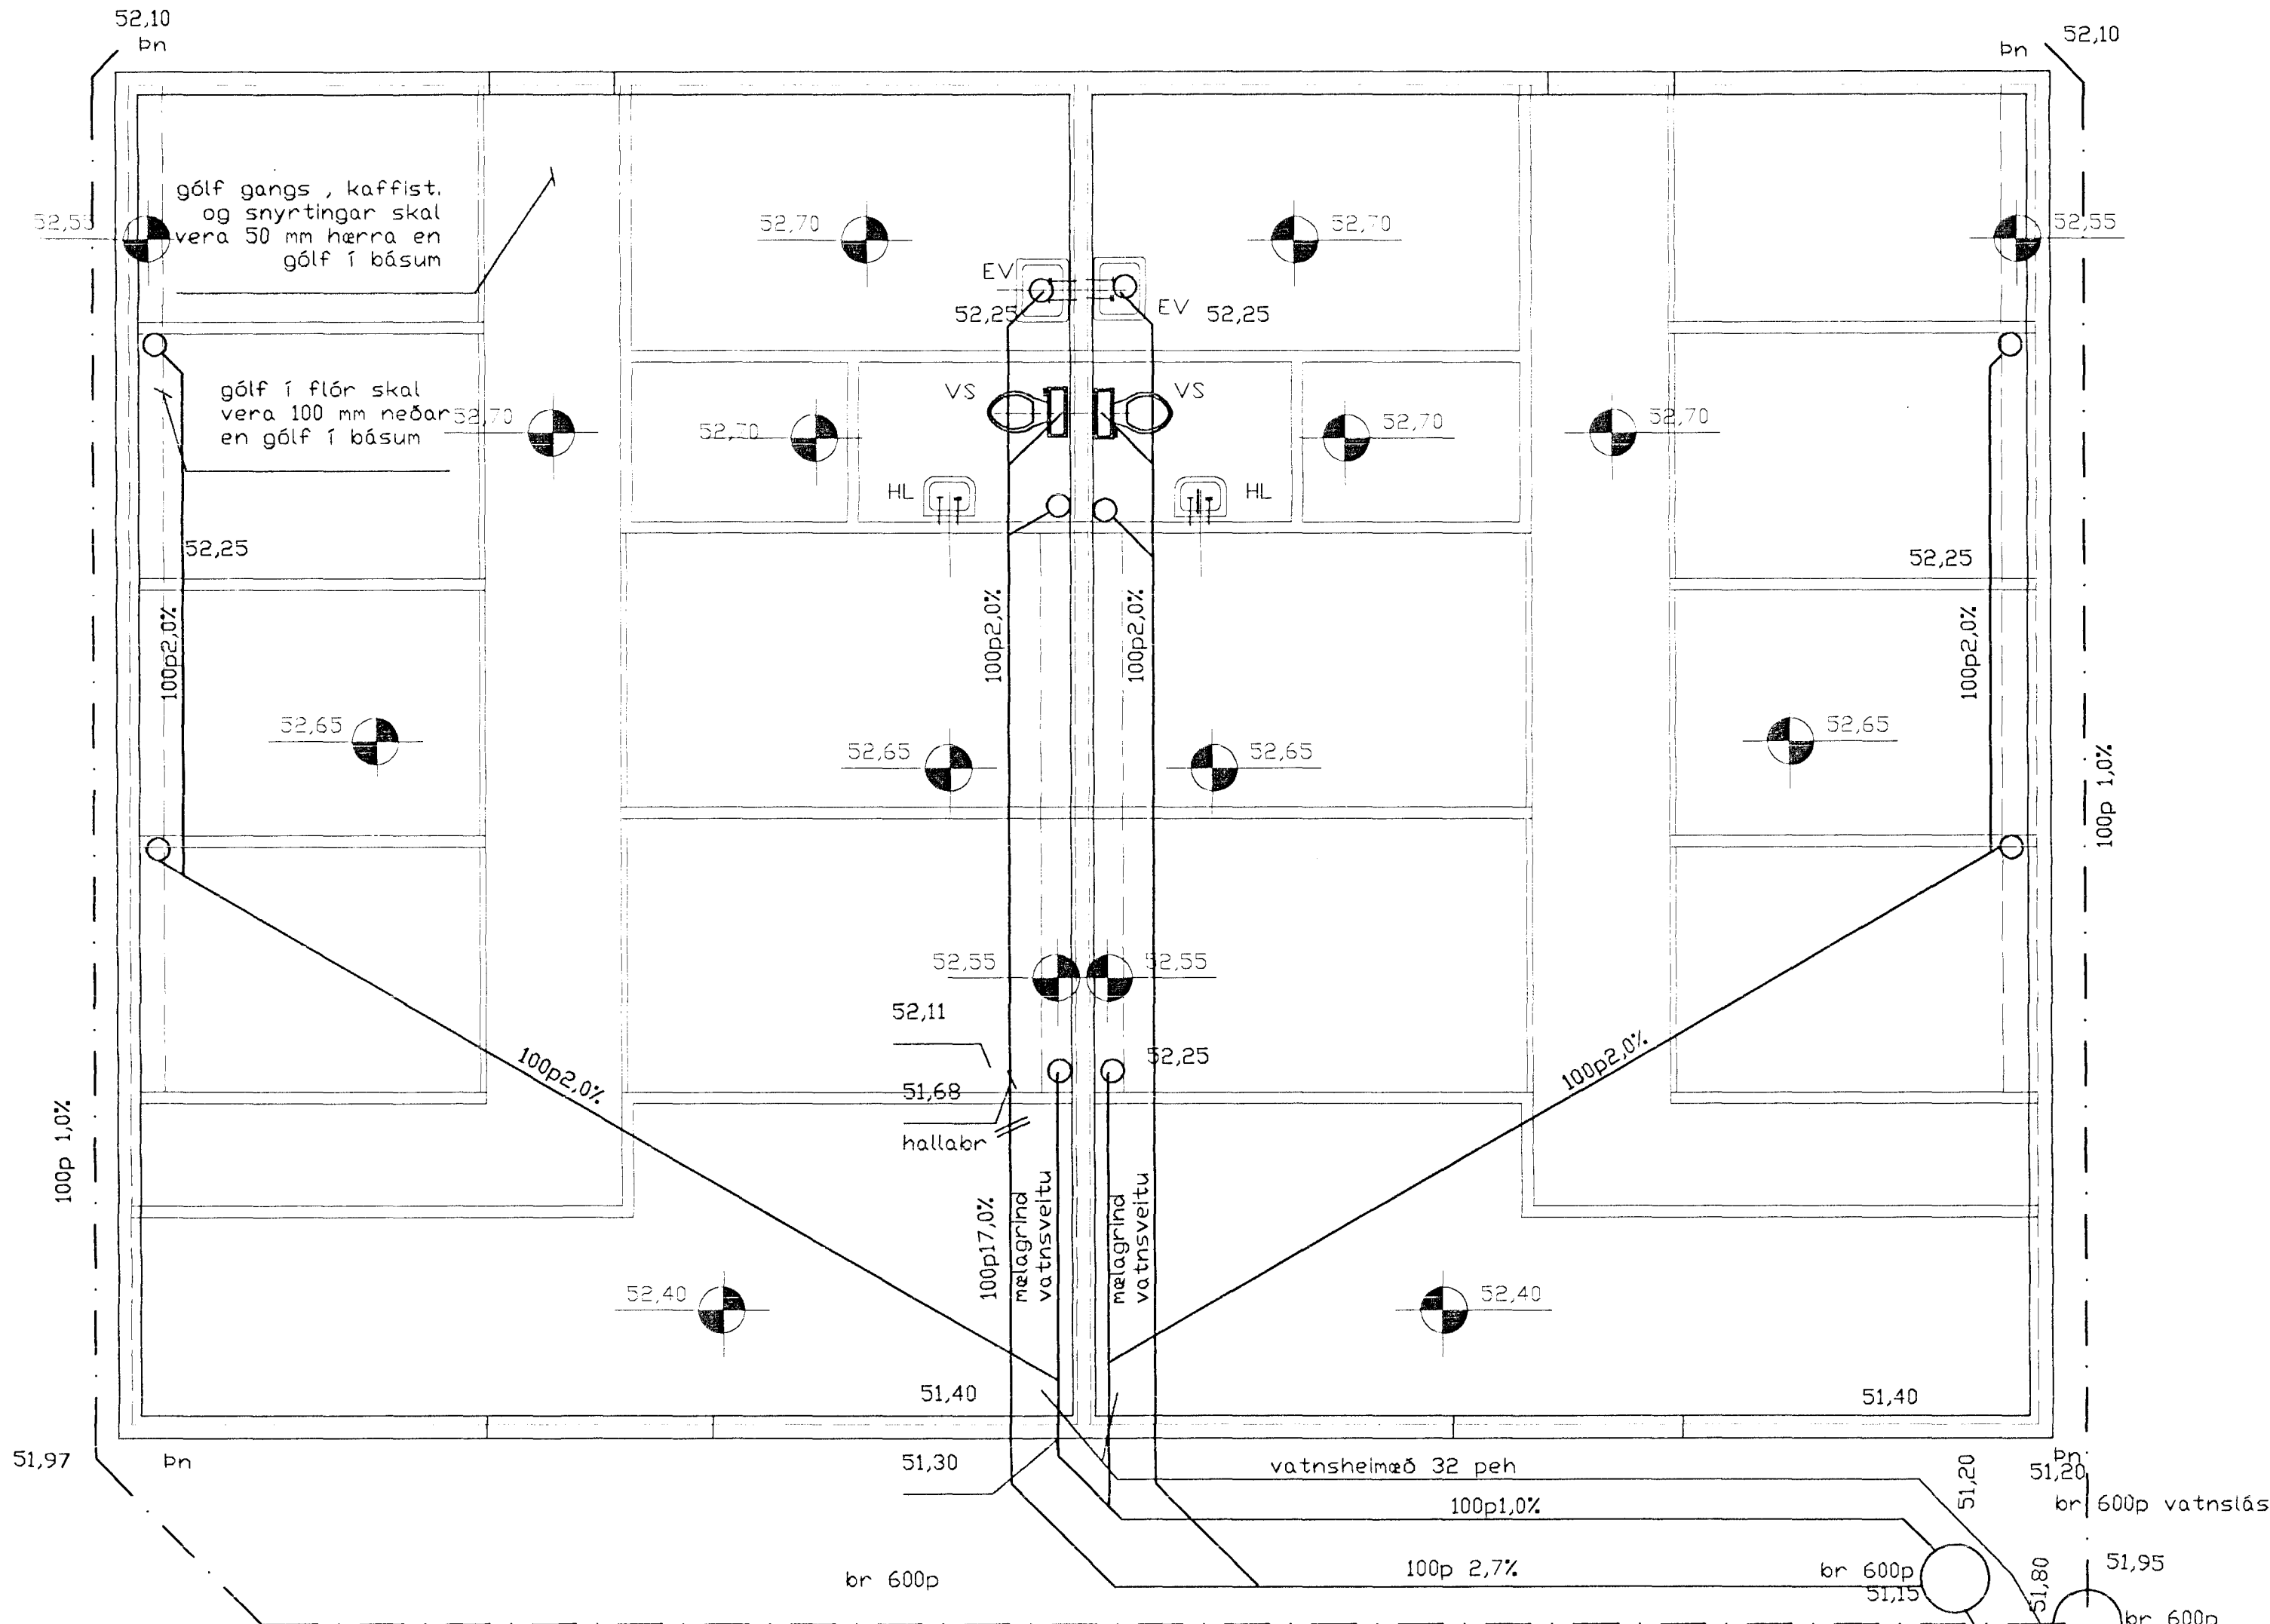 52,10
Þn
Þn
52,10
gólf gangs , kaffist.
og snyrtingar skal
vera 50 mm hærra en
gólf í básum
52,55
52,70
52,70
52,55
EV
52,25
EV
52,25
gólf í flór skal
vera 100 mm neðar
en gólf í básum
52,70
52,70
VS
VS
52,70
52,70
HL
HL
52,25
52,25
100p2,0%
100p2,0%
100p2,0%
100p2,0%
52,65
52,65
52,65
52,65
100p 1,0%
52,55
52,55
52,11
52,25
51,68
hallabr
100p2,0%
100p2,0%
100p 1,0%
100p17,0%
mælagrind
vatnsveitu
mælagrind
vatnsveitu
52,40
52,40
51,40
51,40
51,97
Þn
51,30
vatnsheimæð 32 peh
51,20
Þn
51,20
br 600p vatnslás
100p1,0%
br 600p
100p 2,7%
br 600p
51,15
51,80
51,95
br 600p